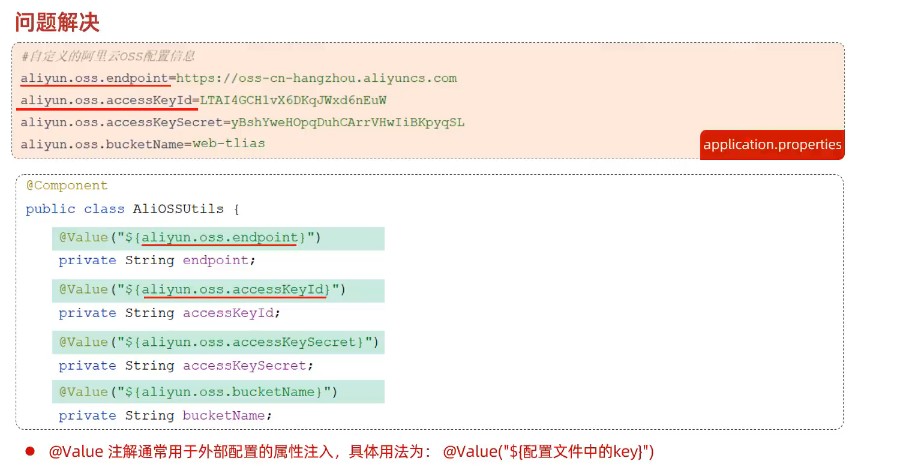 问题解决
#自定义的阿里云OSS配置信息
aliyun.oss.endpoint=https://oss-cn-hangzhou.aliyuncs.com
aliyun.oss.accessKeyId=LTAI4GCH1vX6DKqJWxd6nEuW
aliyun.oss.accessKeySecret=yBshYweHOpqDuhCArrVHwIiBKpyqSL
aliyun.oss.bucketName=web-tlias
application.properties
@Component
public class AliOSSUtils {
@Value("${aliyun.oss.endpoint}")
private String endpoint;
@Value("${aliyun.oss.accessKeyId}")
private String accessKeyId;
@Value("${aliyun.oss.accessKeySecret}")
private String accessKeySecret;
@Value("${aliyun.oss.bucketName}")
private String bucketName;
● @Value 注解通常用于外部配置的属性注入，具体用法为： @Value("${配置文件中的key}")